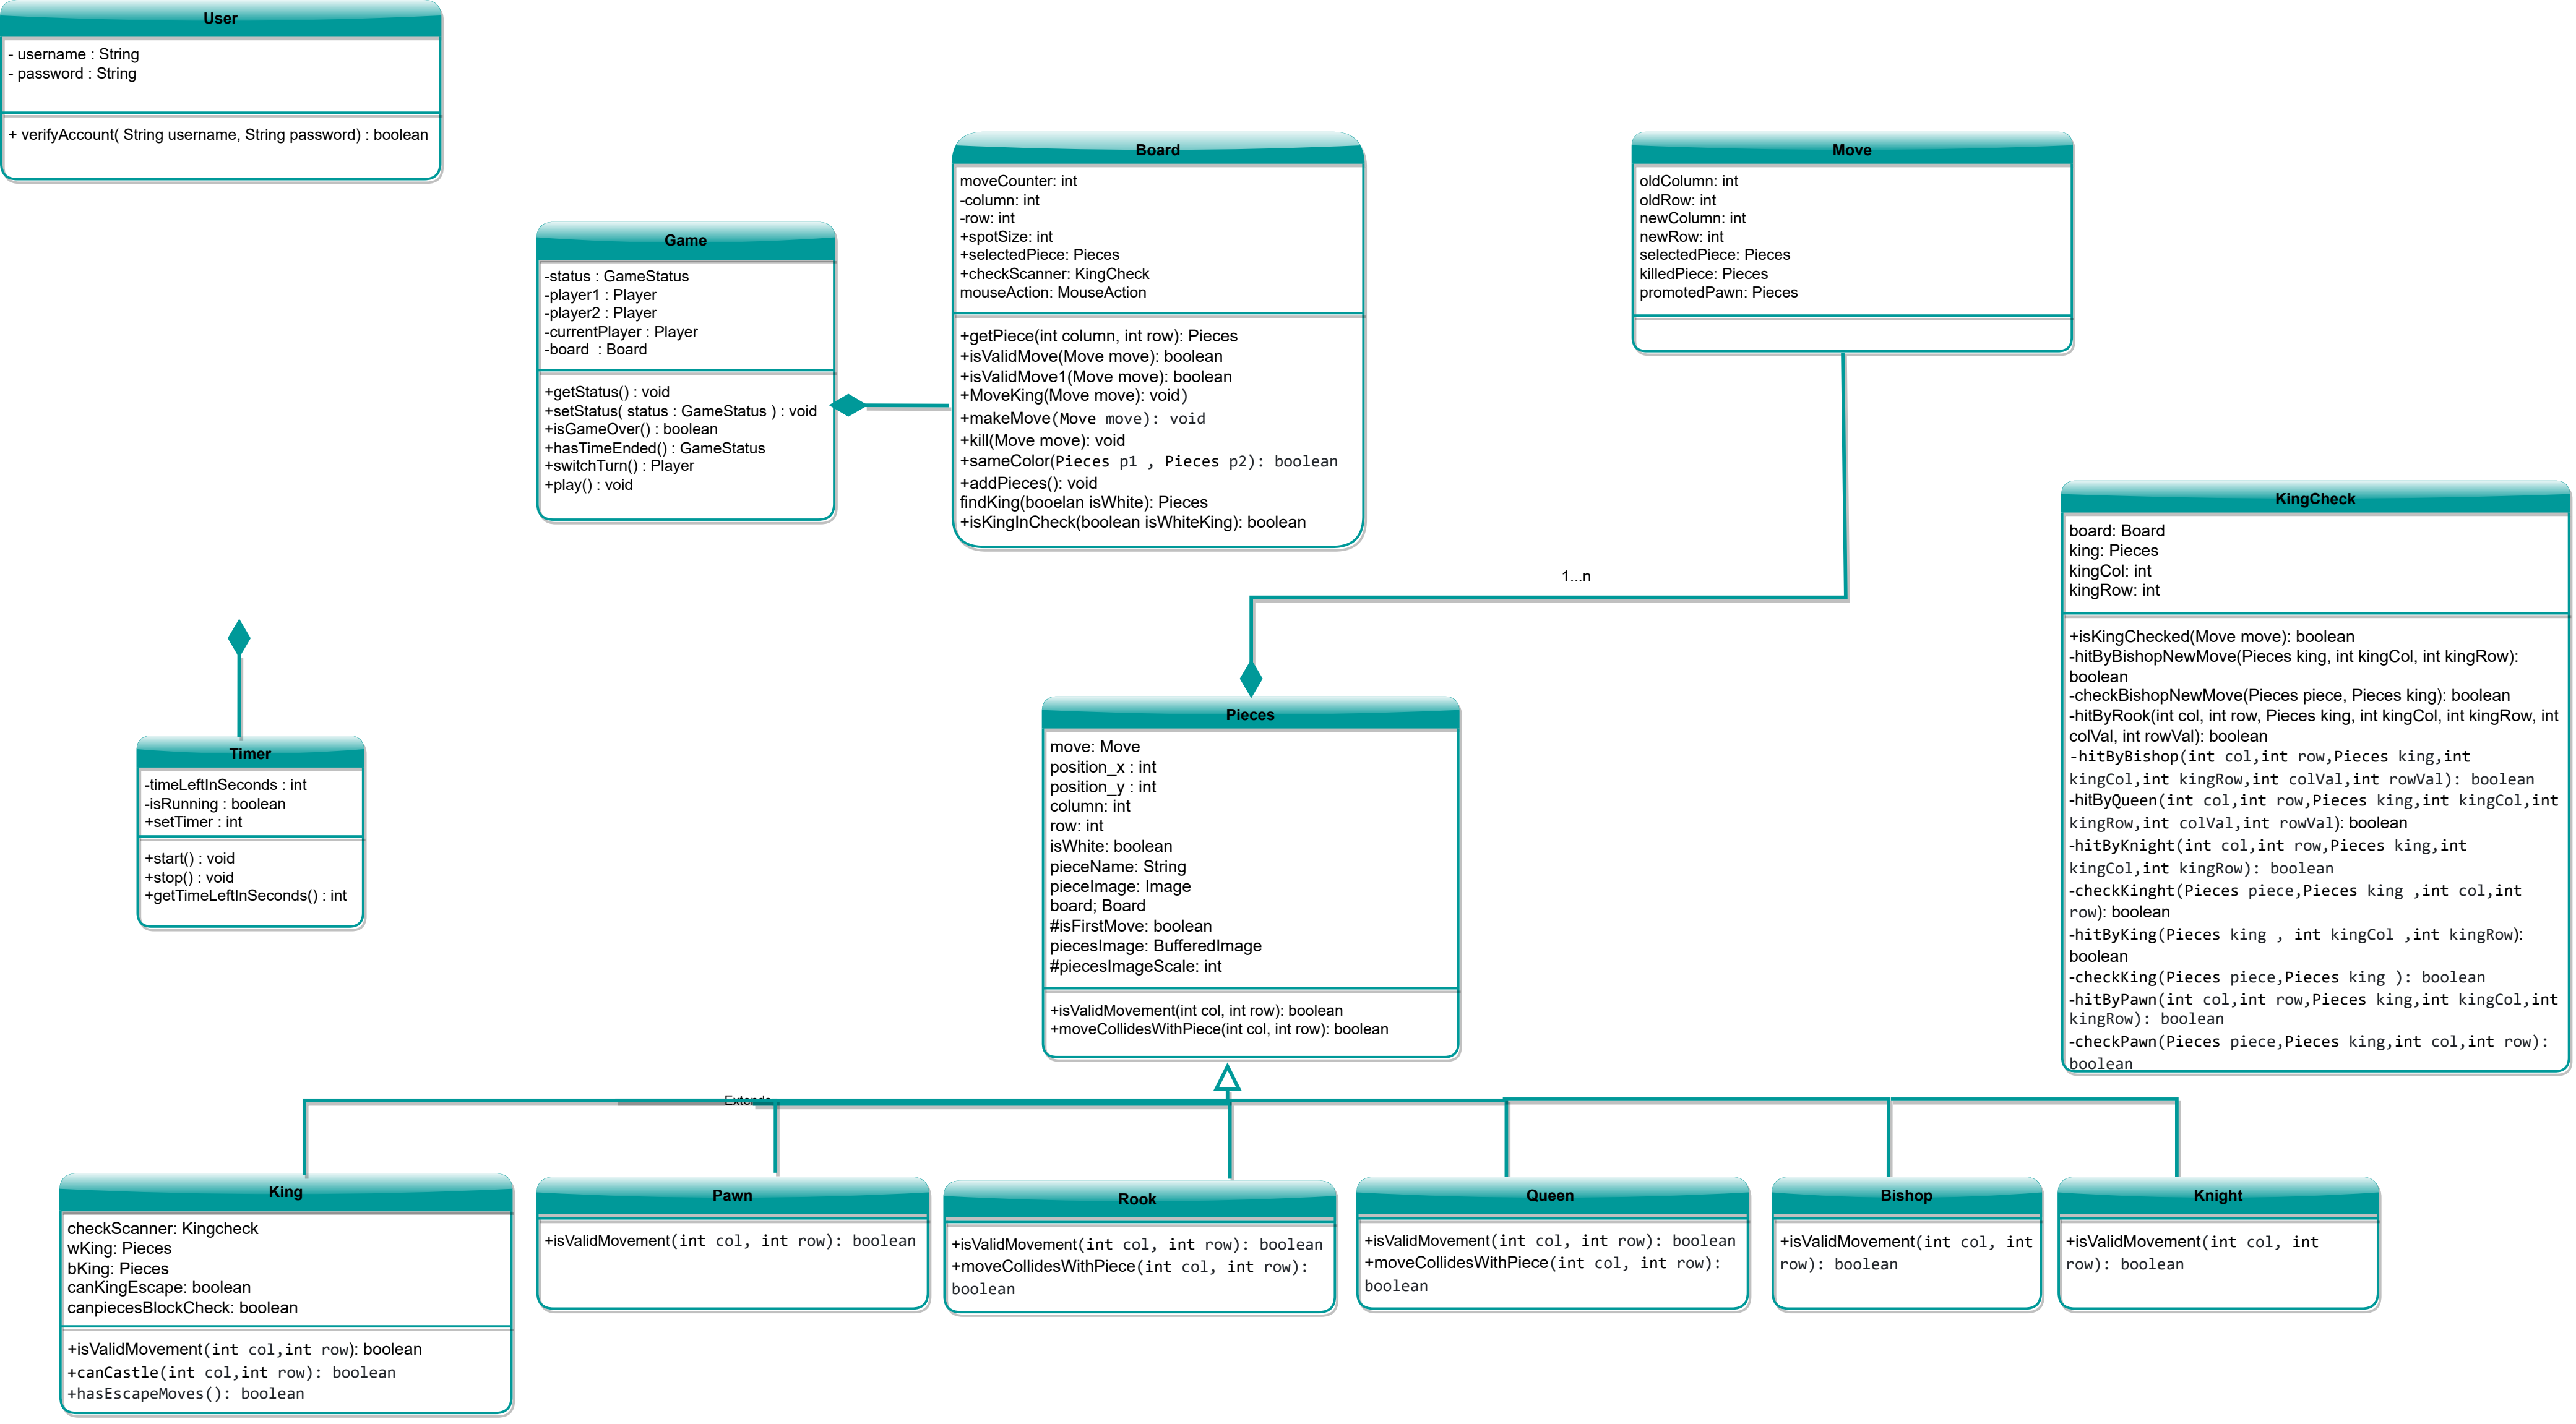 User
- username : String
- password : String
+ verifyAccount( String username, String password) : boolean
Game
-status : GameStatus
-player1 : Player
-player2 : Player
-currentPlayer : Player
-board  : Board
+getStatus() : void
+setStatus( status : GameStatus ) : void
+isGameOver() : boolean
+hasTimeEnded() : GameStatus
+switchTurn() : Player
+play() : void
Board
moveCounter: int
-column: int
-row: int
+spotSize: int
+selectedPiece: Pieces
+checkScanner: KingCheck
mouseAction: MouseAction
+getPiece(int column, int row): Pieces
+isValidMove(Move move): boolean
+isValidMove1(Move move): boolean
+MoveKing(Move move): void)
+makeMove(Move move): void
+kill(Move move): void
+sameColor(Pieces p1 , Pieces p2): boolean
+addPieces(): void
findKing(booelan isWhite): Pieces
+isKingInCheck(boolean isWhiteKing): boolean
Move
oldColumn: int
oldRow: int
newColumn: int
newRow: int
selectedPiece: Pieces
killedPiece: Pieces
promotedPawn: Pieces
1...n
KingCheck
board: Board
king: Pieces
kingCol: int
kingRow: int
+isKingChecked(Move move): boolean
-hitByBishopNewMove(Pieces king, int kingCol, int kingRow):
boolean
-checkBishopNewMove(Pieces piece, Pieces king): boolean
-hitByRook(int col, int row, Pieces king, int kingCol, int kingRow, int
colVal, int rowVal): boolean
-hitByBishop(int col,int row,Pieces king,int
kingCol,int kingRow,int colVal,int rowVal): boolean
-hitByQueen(int col,int row,Pieces king,int kingCol,int
kingRow,int colVal,int rowVal): boolean
-hitByKnight(int col,int row,Pieces king,int
kingCol,int kingRow): boolean
-checkKinght(Pieces piece,Pieces king ,int col,int
row): boolean
-hitByKing(Pieces king , int kingCol ,int kingRow):
boolean
-checkKing(Pieces piece,Pieces king ): boolean
-hitByPawn(int col,int row,Pieces king,int kingCol,int
kingRow): boolean
-checkPawn(Pieces piece,Pieces king,int col,int row):
boolean
Timer
-timeLeftInSeconds : int
-isRunning : boolean
+setTimer : int
+start() : void
+stop() : void
+getTimeLeftInSeconds() : int
Pieces
move: Move
position_x : int
position_y : int
column: int
row: int
isWhite: boolean
pieceName: String
pieceImage: Image
board; Board
#isFirstMove: boolean
piecesImage: BufferedImage
#piecesImageScale: int
+isValidMovement(int col, int row): boolean
+moveCollidesWithPiece(int col, int row): boolean
Extends
King
checkScanner: Kingcheck
wKing: Pieces
bKing: Pieces
canKingEscape: boolean
canpiecesBlockCheck: boolean
+isValidMovement(int col,int row): boolean
+canCastle(int col,int row): boolean
+hasEscapeMoves(): boolean
Pawn
+isValidMovement(int col, int row): boolean
Rook
+isValidMovement(int col, int row): boolean
+moveCollidesWithPiece(int col, int row):
boolean
Queen
+isValidMovement(int col, int row): boolean
+moveCollidesWithPiece(int col, int row):
boolean
Bishop
+isValidMovement(int col, int
row): boolean
Knight
+isValidMovement(int col, int
row): boolean